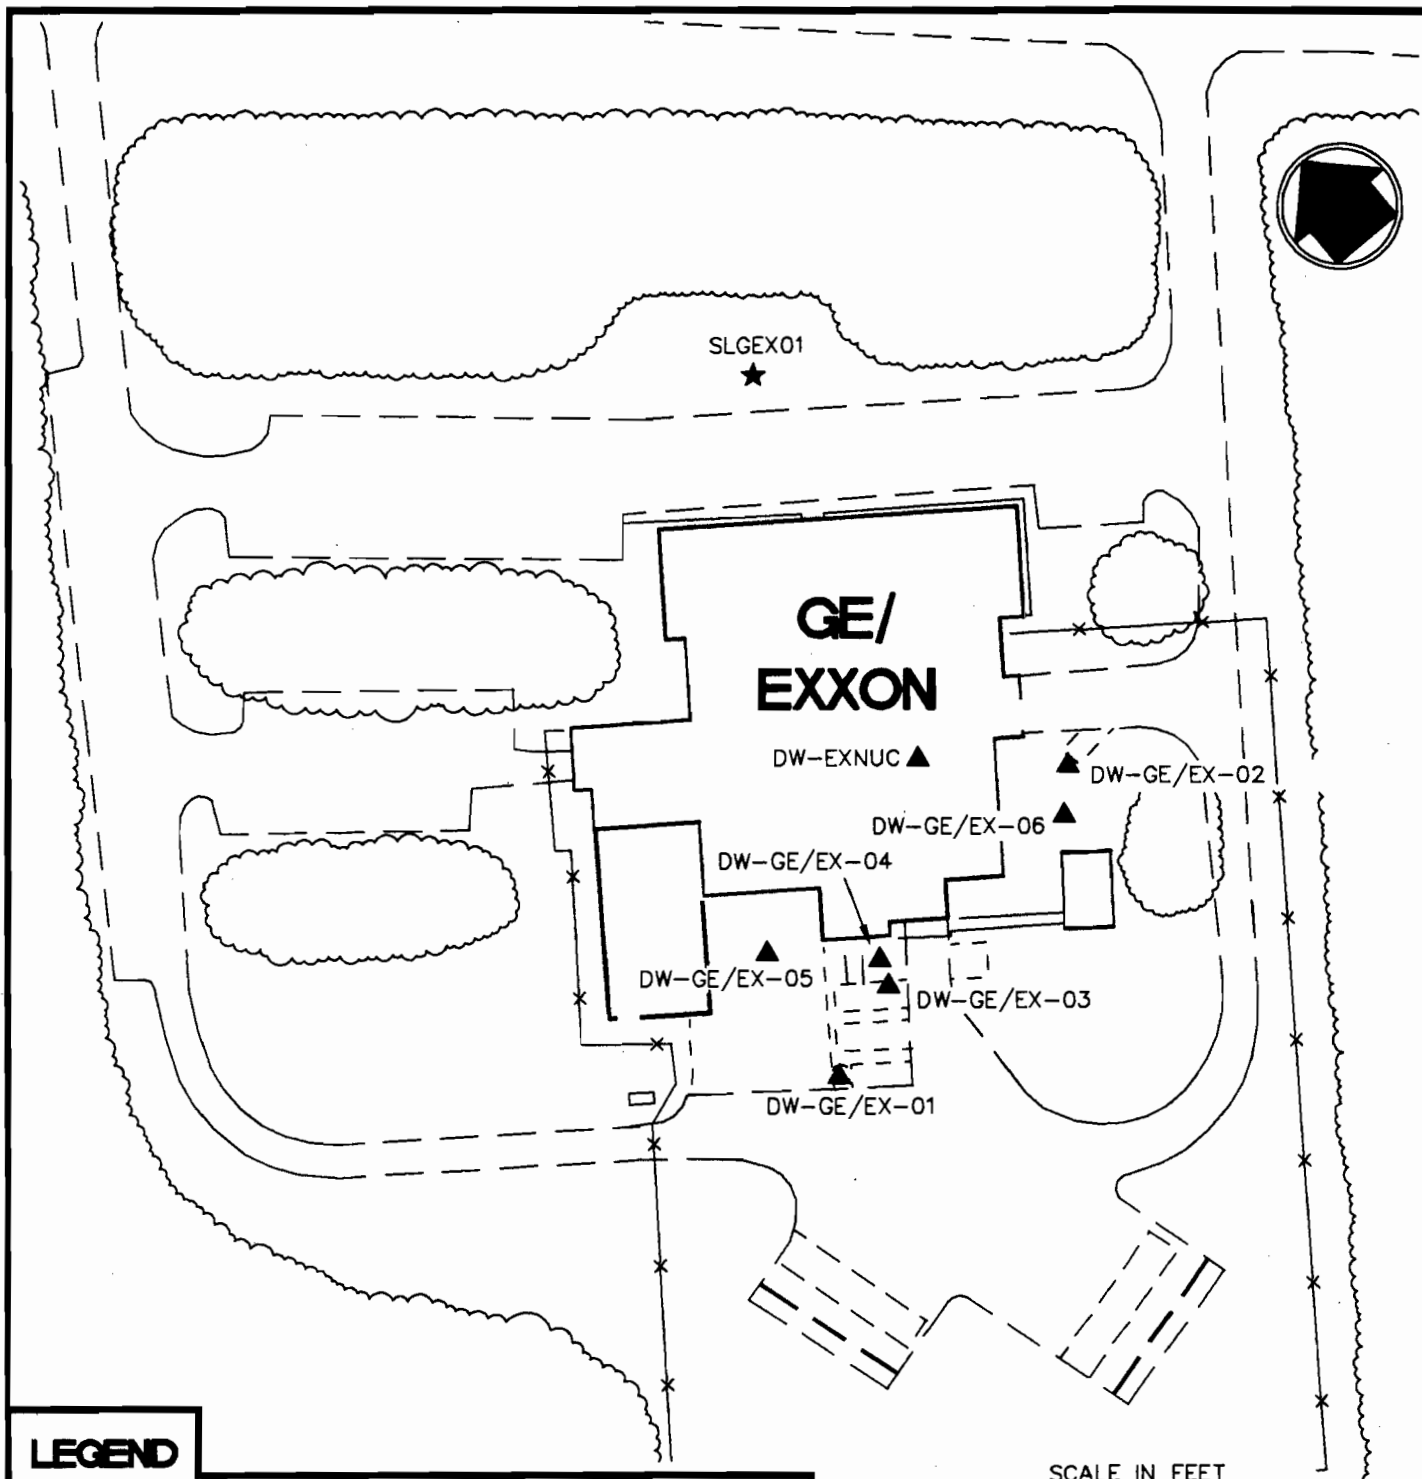 SLGEX01
GE/
EXXON
DW-EXNUC
DW-GE/EX-02
DW-GE/EX-06
DW-GE/EX-04
DW-GE/EX-05
DW-GE/EX-03
DW-GE/EX-01
LEGEND
SCALE IN FEET